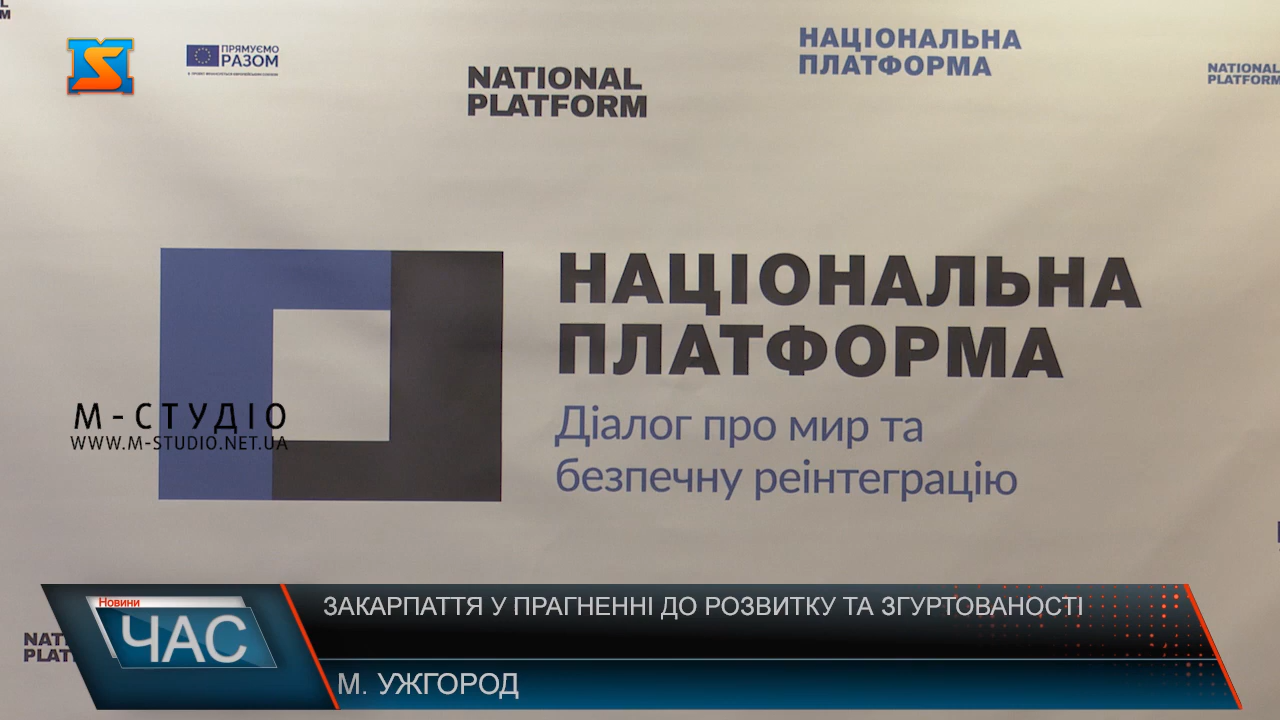 ПРЯМУЄМО
РАЗОМ
NATIONAL
PLATFORM
НАЦІОНАЛЬНА
ПЛАТФОРМА
NATIONAL
PLATFORM
НАЦІОНАЛЬНА
ПЛАТФОРМА
Діалог про мир та
безпечну реінтеграцію
М-СТУДІО
WWW.M-STUDIO.NET.UA
Новини
ЧАС
ЗАКАРПАТТЯ У ПРАГНЕННІ ДО РОЗВИТКУ ТА ЗГУРТОВАНОСТІ
М. УЖГОРОД